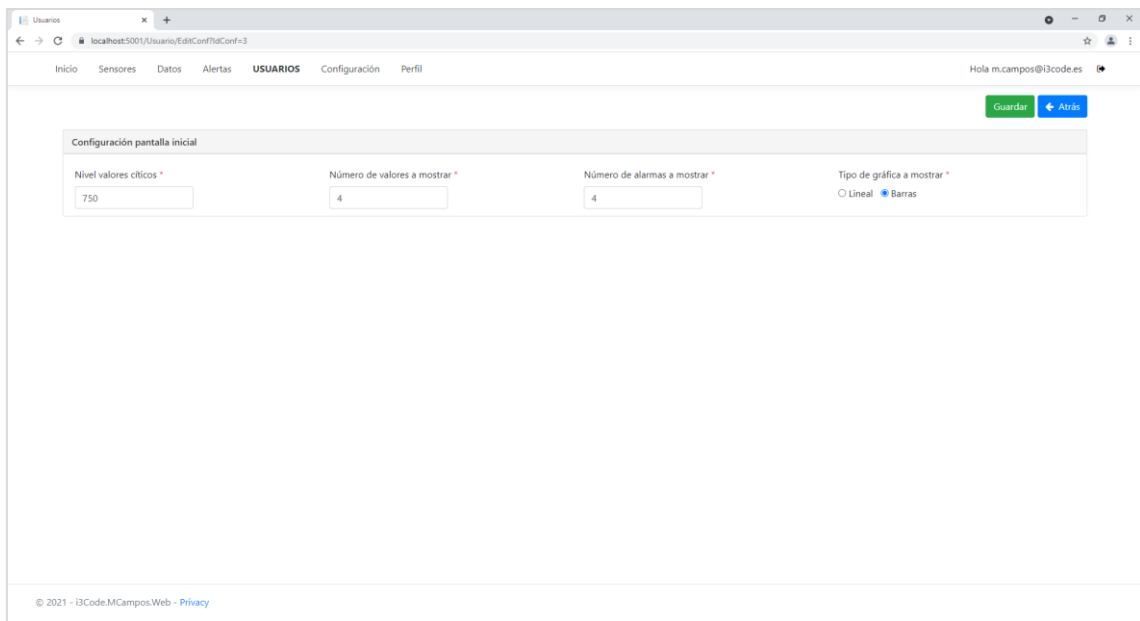 Usuarios
localhost:5001/Usuario/EditConf?IdConf=3
Inicio Sensores Datos Alertas USUARIOS Configuración Perfil Hola m.campos@i3code.es
Guardar Atrás
Configuración pantalla inicial
Nivel valores cíticos * Número de valores a mostrar * Número de alarmas a mostrar * Tipo de gráfica a mostrar *
750 4 4 Lineal Barras
© 2021 - i3Code.MCampos.Web - Privacy